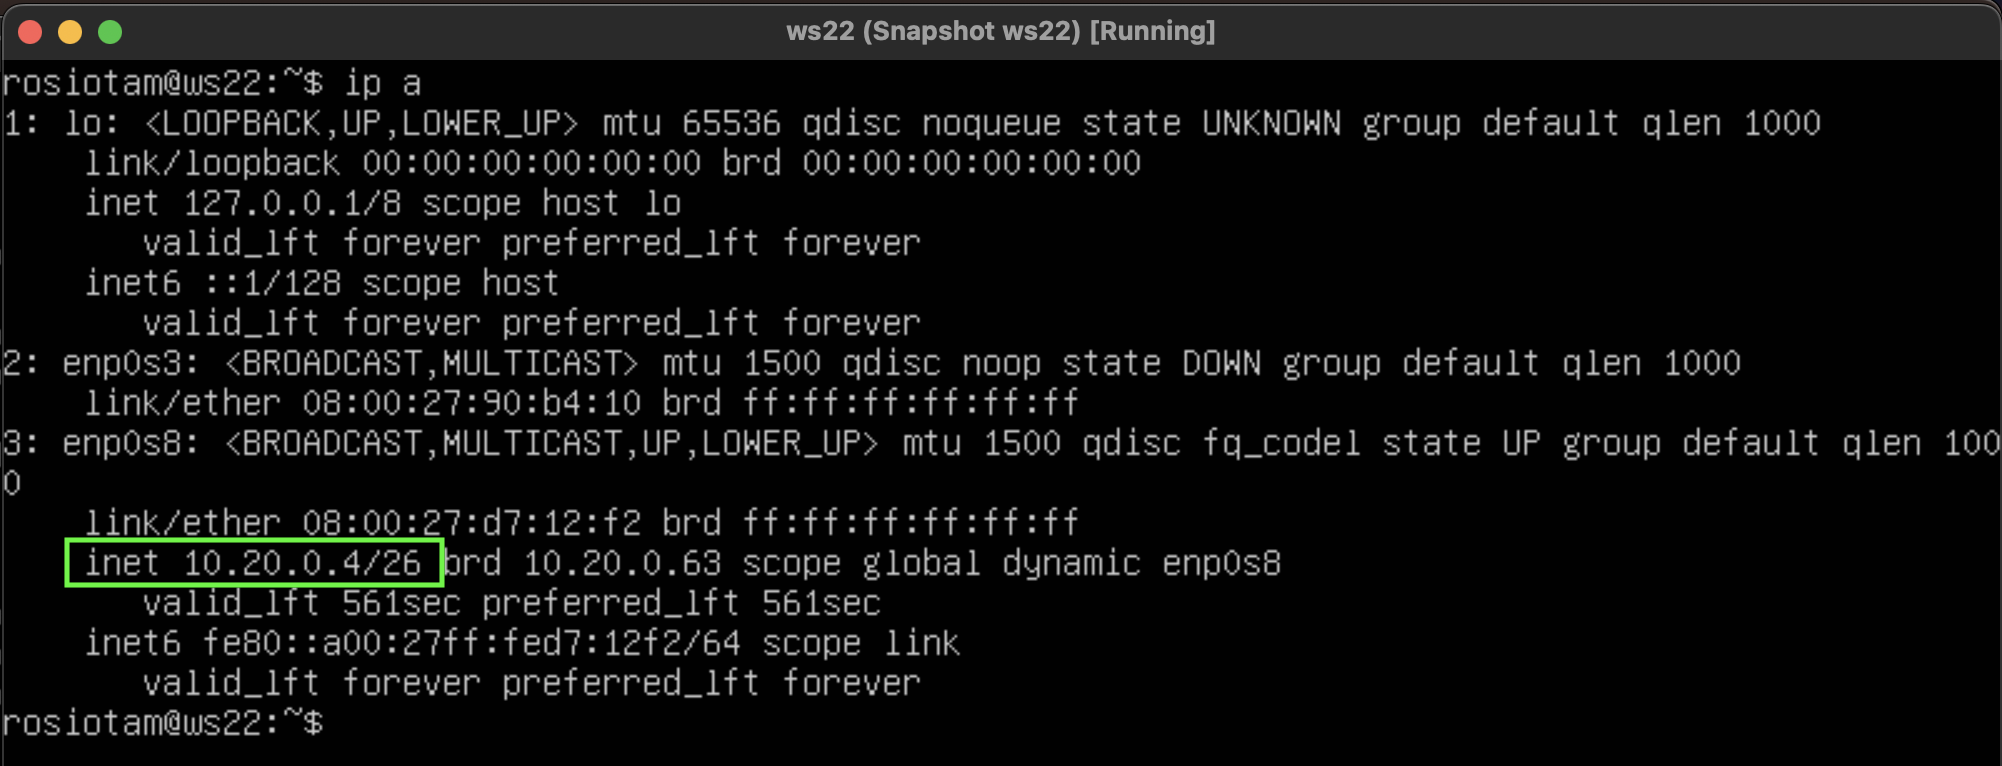 ws22 (Snapshot ws22) [Running]
rosiotam@ws22:~$ ip a
1: lo: <LOOPBACK,UP,LOWER_UP> mtu 65536 qdisc noqueue state UNKNOWN group default qlen 1000
    link/loopback 00:00:00:00:00:00 brd 00:00:00:00:00:00
    inet 127.0.0.1/8 scope host lo
       valid_lft forever preferred_lft forever
    inet6 ::1/128 scope host
       valid_lft forever preferred_lft forever
2: enp0s3: <BROADCAST,MULTICAST> mtu 1500 qdisc noop state DOWN group default qlen 1000
    link/ether 08:00:27:90:b4:10 brd ff:ff:ff:ff:ff:ff
3: enp0s8: <BROADCAST,MULTICAST,UP,LOWER_UP> mtu 1500 qdisc fq_codel state UP group default qlen 100
0
    link/ether 08:00:27:d7:12:f2 brd ff:ff:ff:ff:ff:ff
    inet 10.20.0.4/26 brd 10.20.0.63 scope global dynamic enp0s8
       valid_lft 561sec preferred_lft 561sec
    inet6 fe80::a00:27ff:fed7:12f2/64 scope link
       valid_lft forever preferred_lft forever
rosiotam@ws22:~$